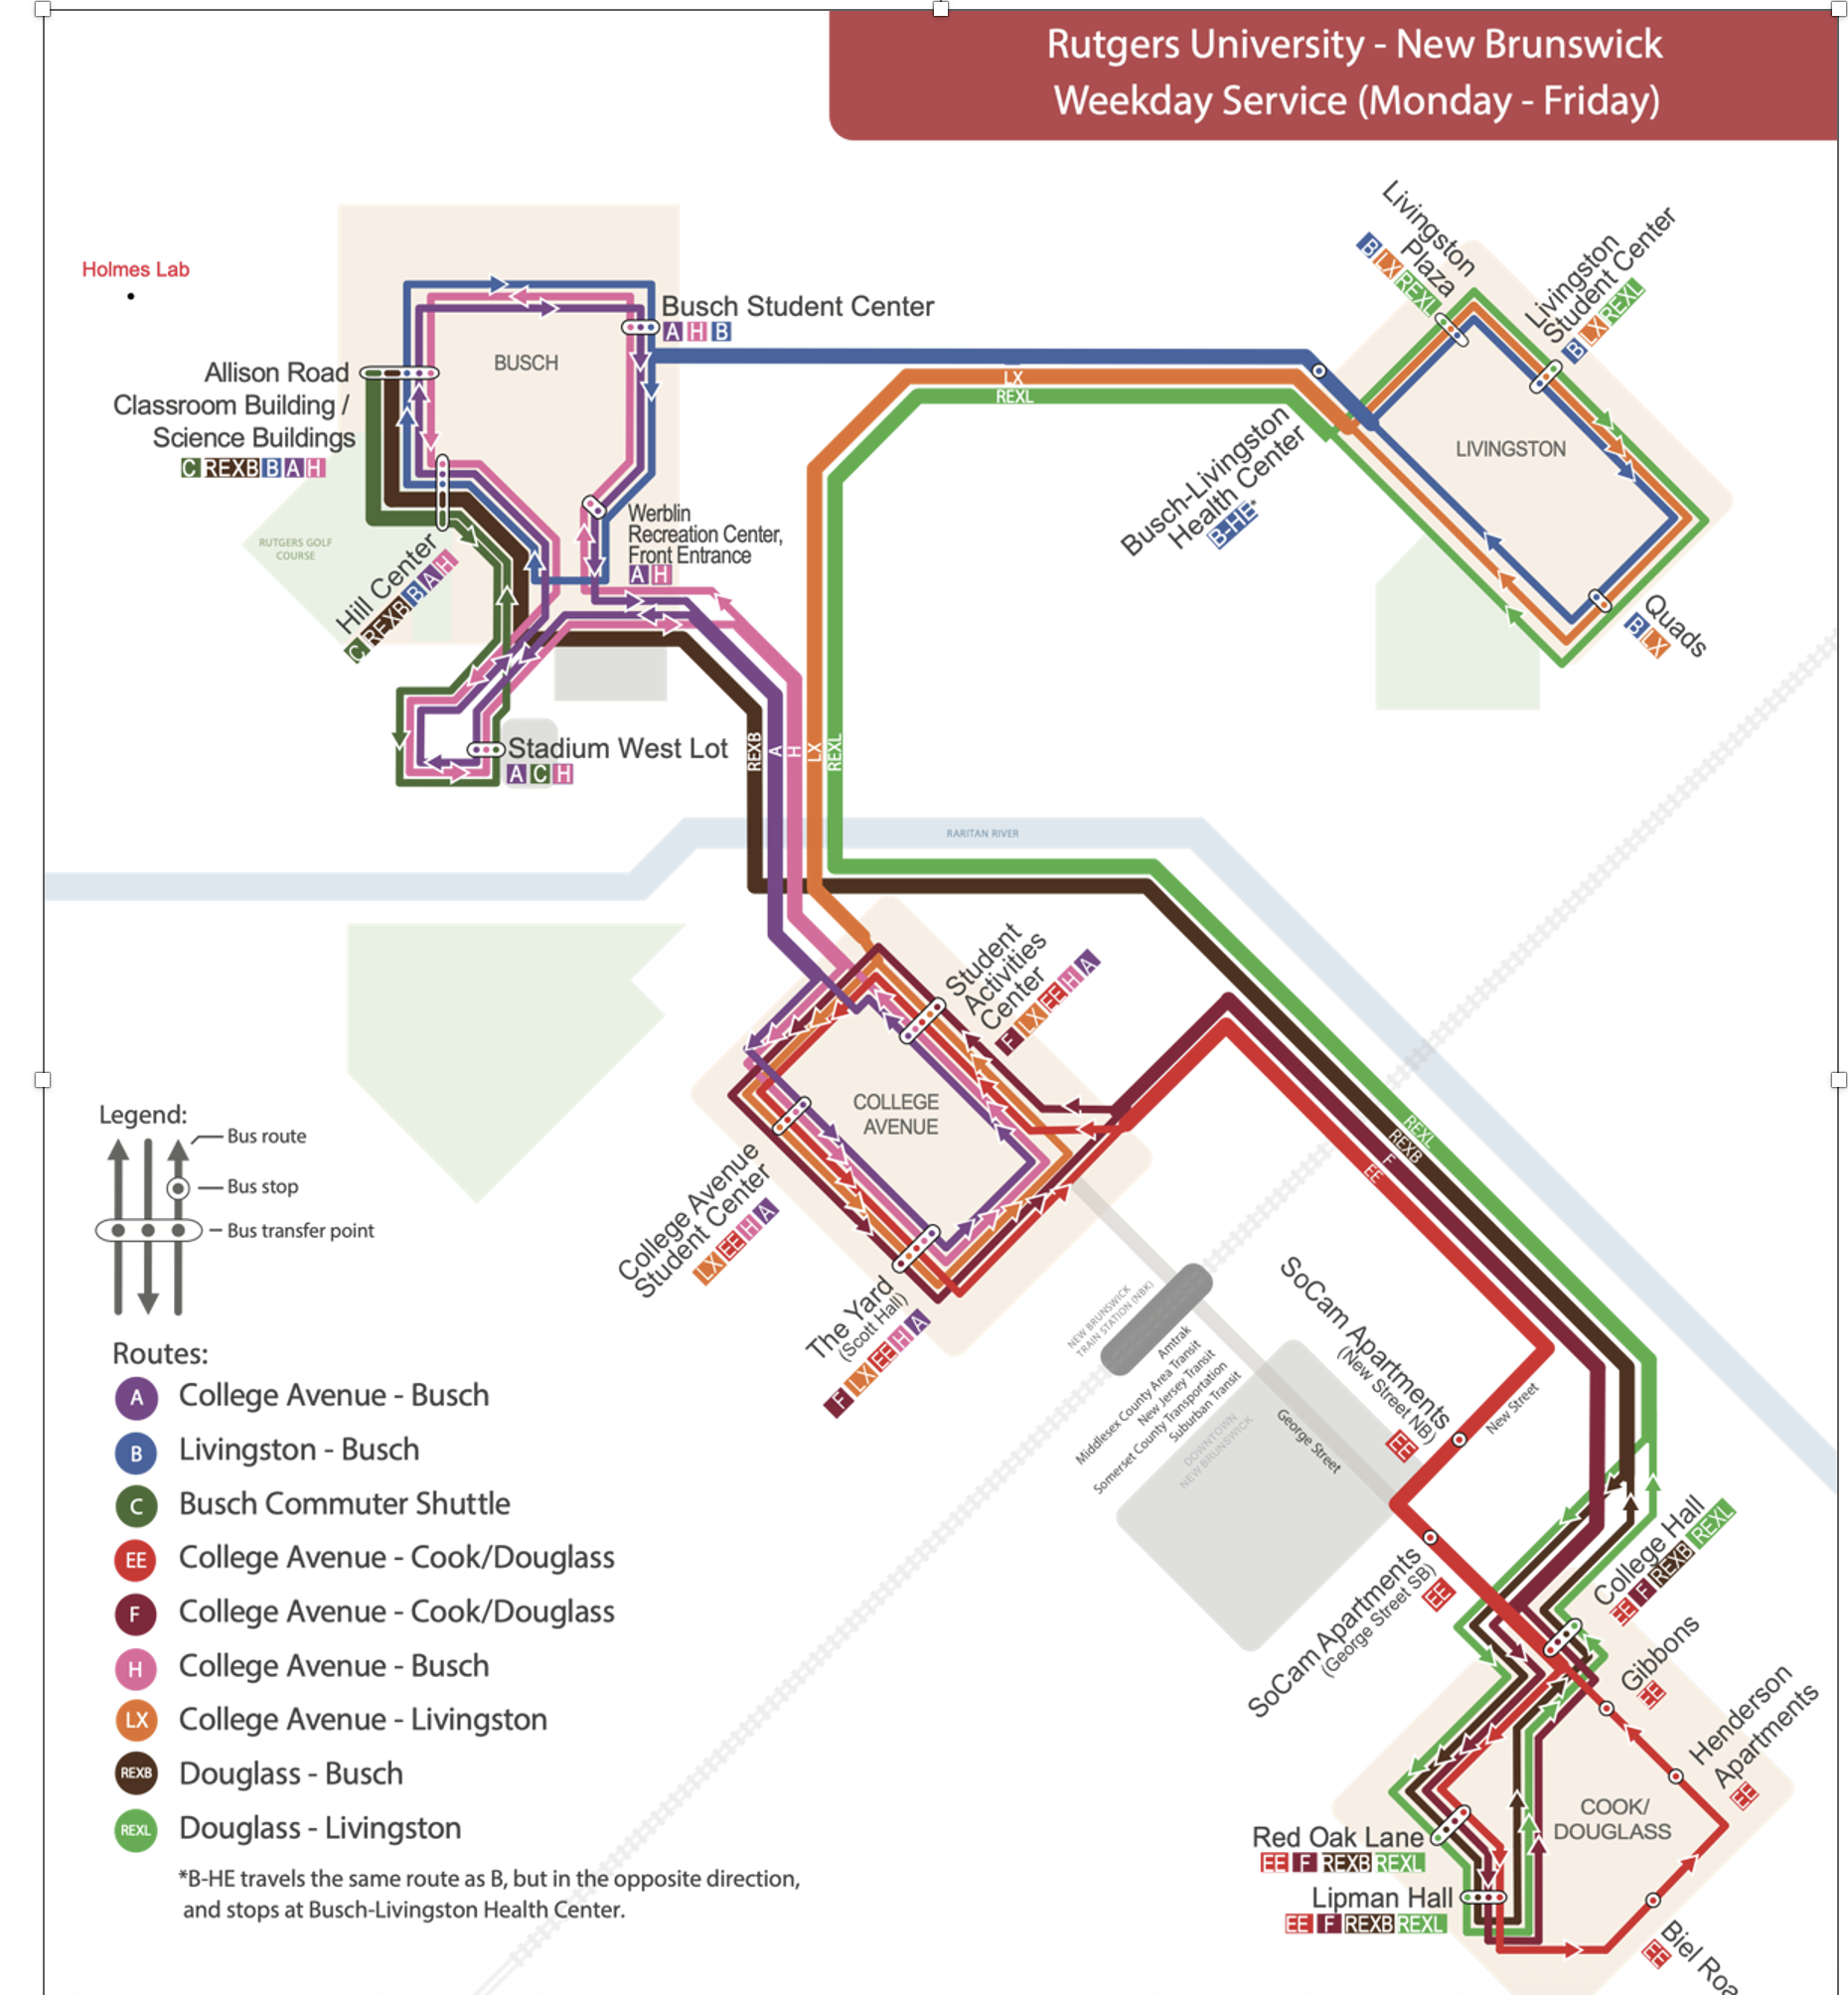 Rutgers University - New Brunswick
Weekday Service (Monday - Friday)
Holmes Lab
BUSCH
Busch Student Center
A H B
Allison Road
Classroom Building /
Science Buildings
C REXB B A H
RUTGERS GOLF
COURSE
Hill Center
C REXB B A H
Werblin
Recreation Center,
Front Entrance
A H
Stadium West Lot
A C H
LX
REXL
Livingston
Plaza
B LX REXL
Livingston
Student Center
B LX REXL
LIVINGSTON
Busch-Livingston
Health Center
B-HE*
Quads
B LX
REXB
A
H
LX
REXL
RARITAN RIVER
Student
Activities
Center
F LX EE H A
COLLEGE
AVENUE
College Avenue
Student Center
LX EE H A
The Yard
(Scott Hall)
F LX EE H A
REXL
REXB
F
EE
NEW BRUNSWICK
TRAIN STATION (NBK)
Amtrak
Middlesex County Area Transit
New Jersey Transit
Somerset County Transportation
Suburban Transit
DOWNTOWN
NEW BRUNSWICK
George Street
SoCam Apartments
(New Street NB)
EE
New Street
SoCam Apartments
(George Street SB)
EE
College Hall
EE F REXB REXL
Gibbons
EE
Henderson
Apartments
EE
COOK/
DOUGLASS
Red Oak Lane
EE F REXB REXL
Lipman Hall
EE F REXB REXL
Biel Roa
EE
Legend:
Bus route
Bus stop
Bus transfer point
Routes:
A College Avenue - Busch
B Livingston - Busch
C Busch Commuter Shuttle
EE College Avenue - Cook/Douglass
F College Avenue - Cook/Douglass
H College Avenue - Busch
LX College Avenue - Livingston
REXB Douglass - Busch
REXL Douglass - Livingston
*B-HE travels the same route as B, but in the opposite direction,
and stops at Busch-Livingston Health Center.